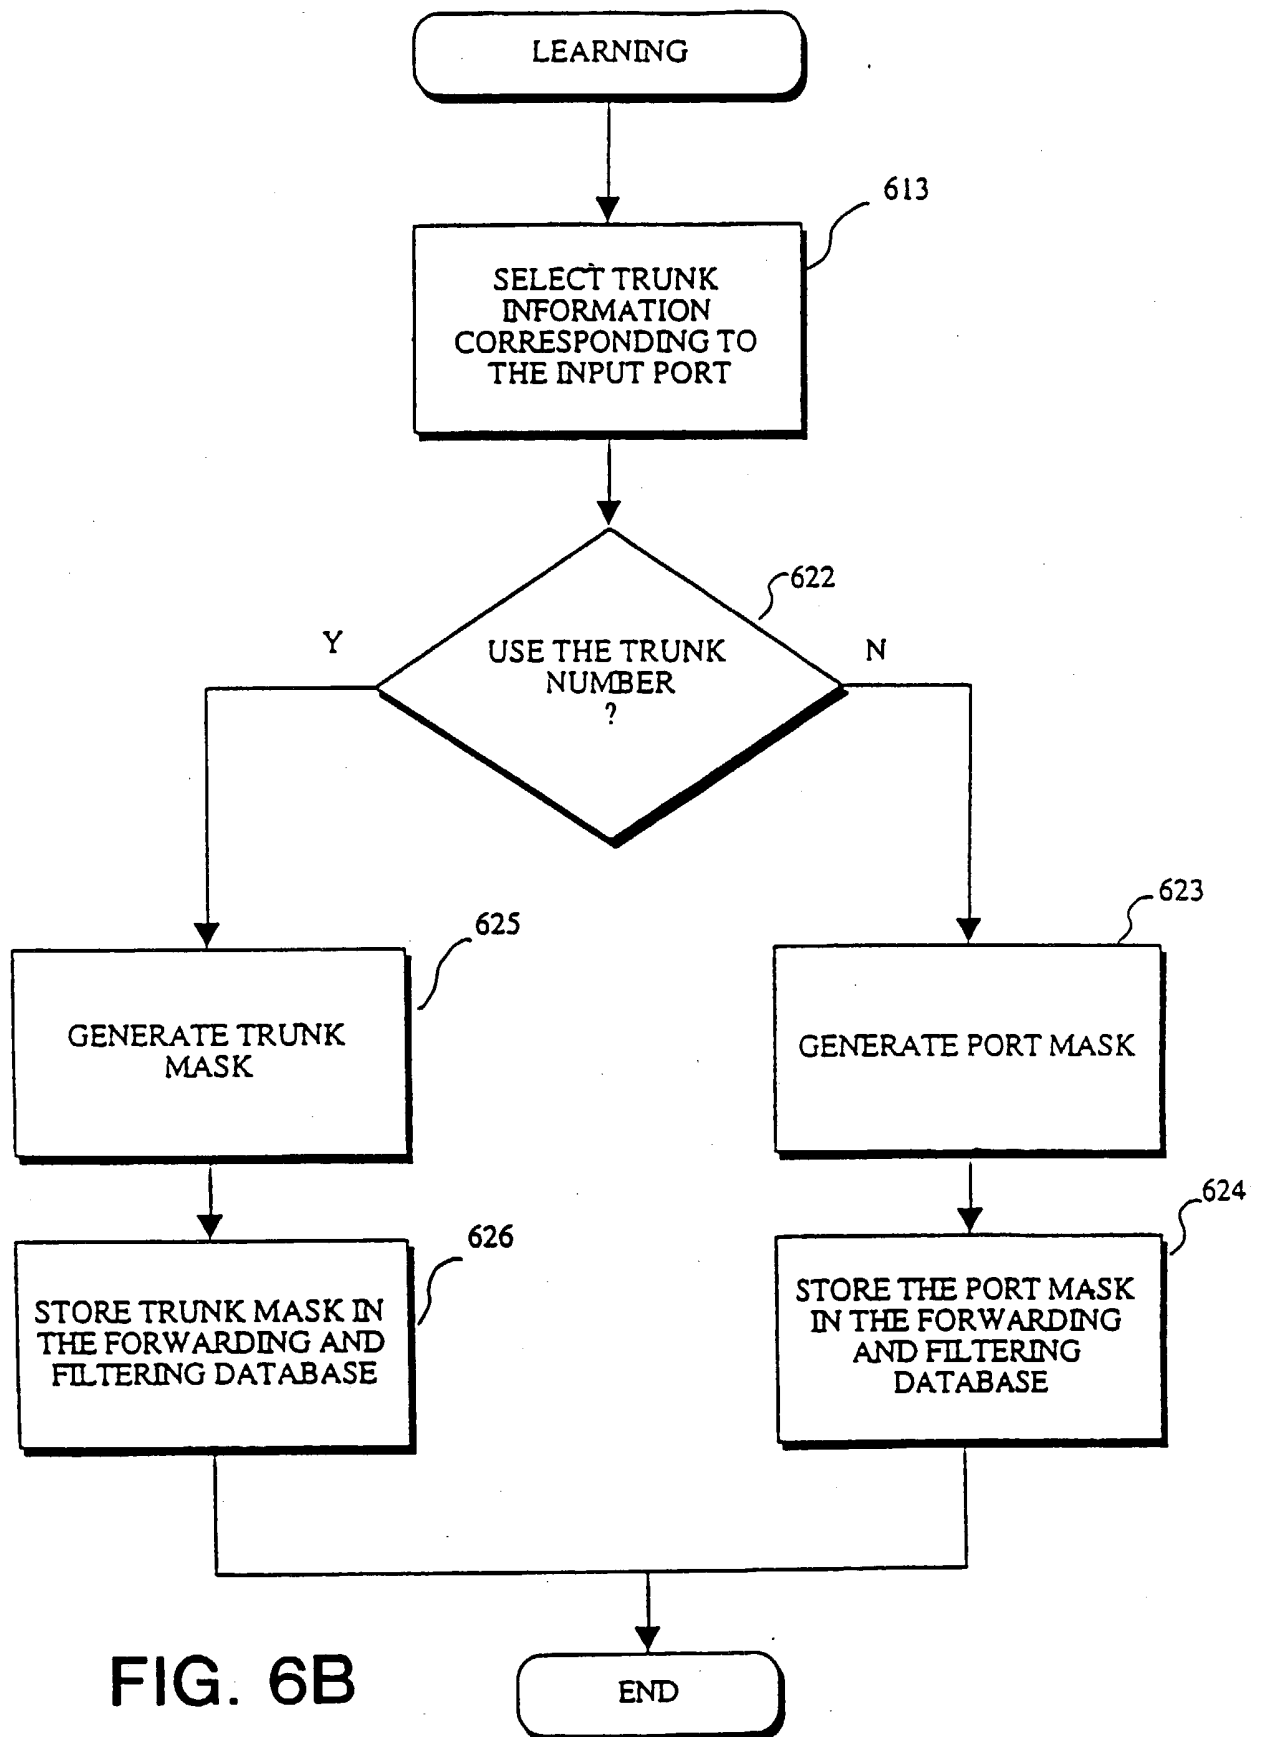 LEARNING
613
SELECT TRUNK
INFORMATION
CORRESPONDING TO
THE INPUT PORT
622
Y
USE THE TRUNK
NUMBER
?
N
625
623
GENERATE TRUNK
MASK
GENERATE PORT MASK
626
624
STORE TRUNK MASK IN
THE FORWARDING AND
FILTERING DATABASE
STORE THE PORT MASK
IN THE FORWARDING
AND FILTERING
DATABASE
FIG. 6B
END